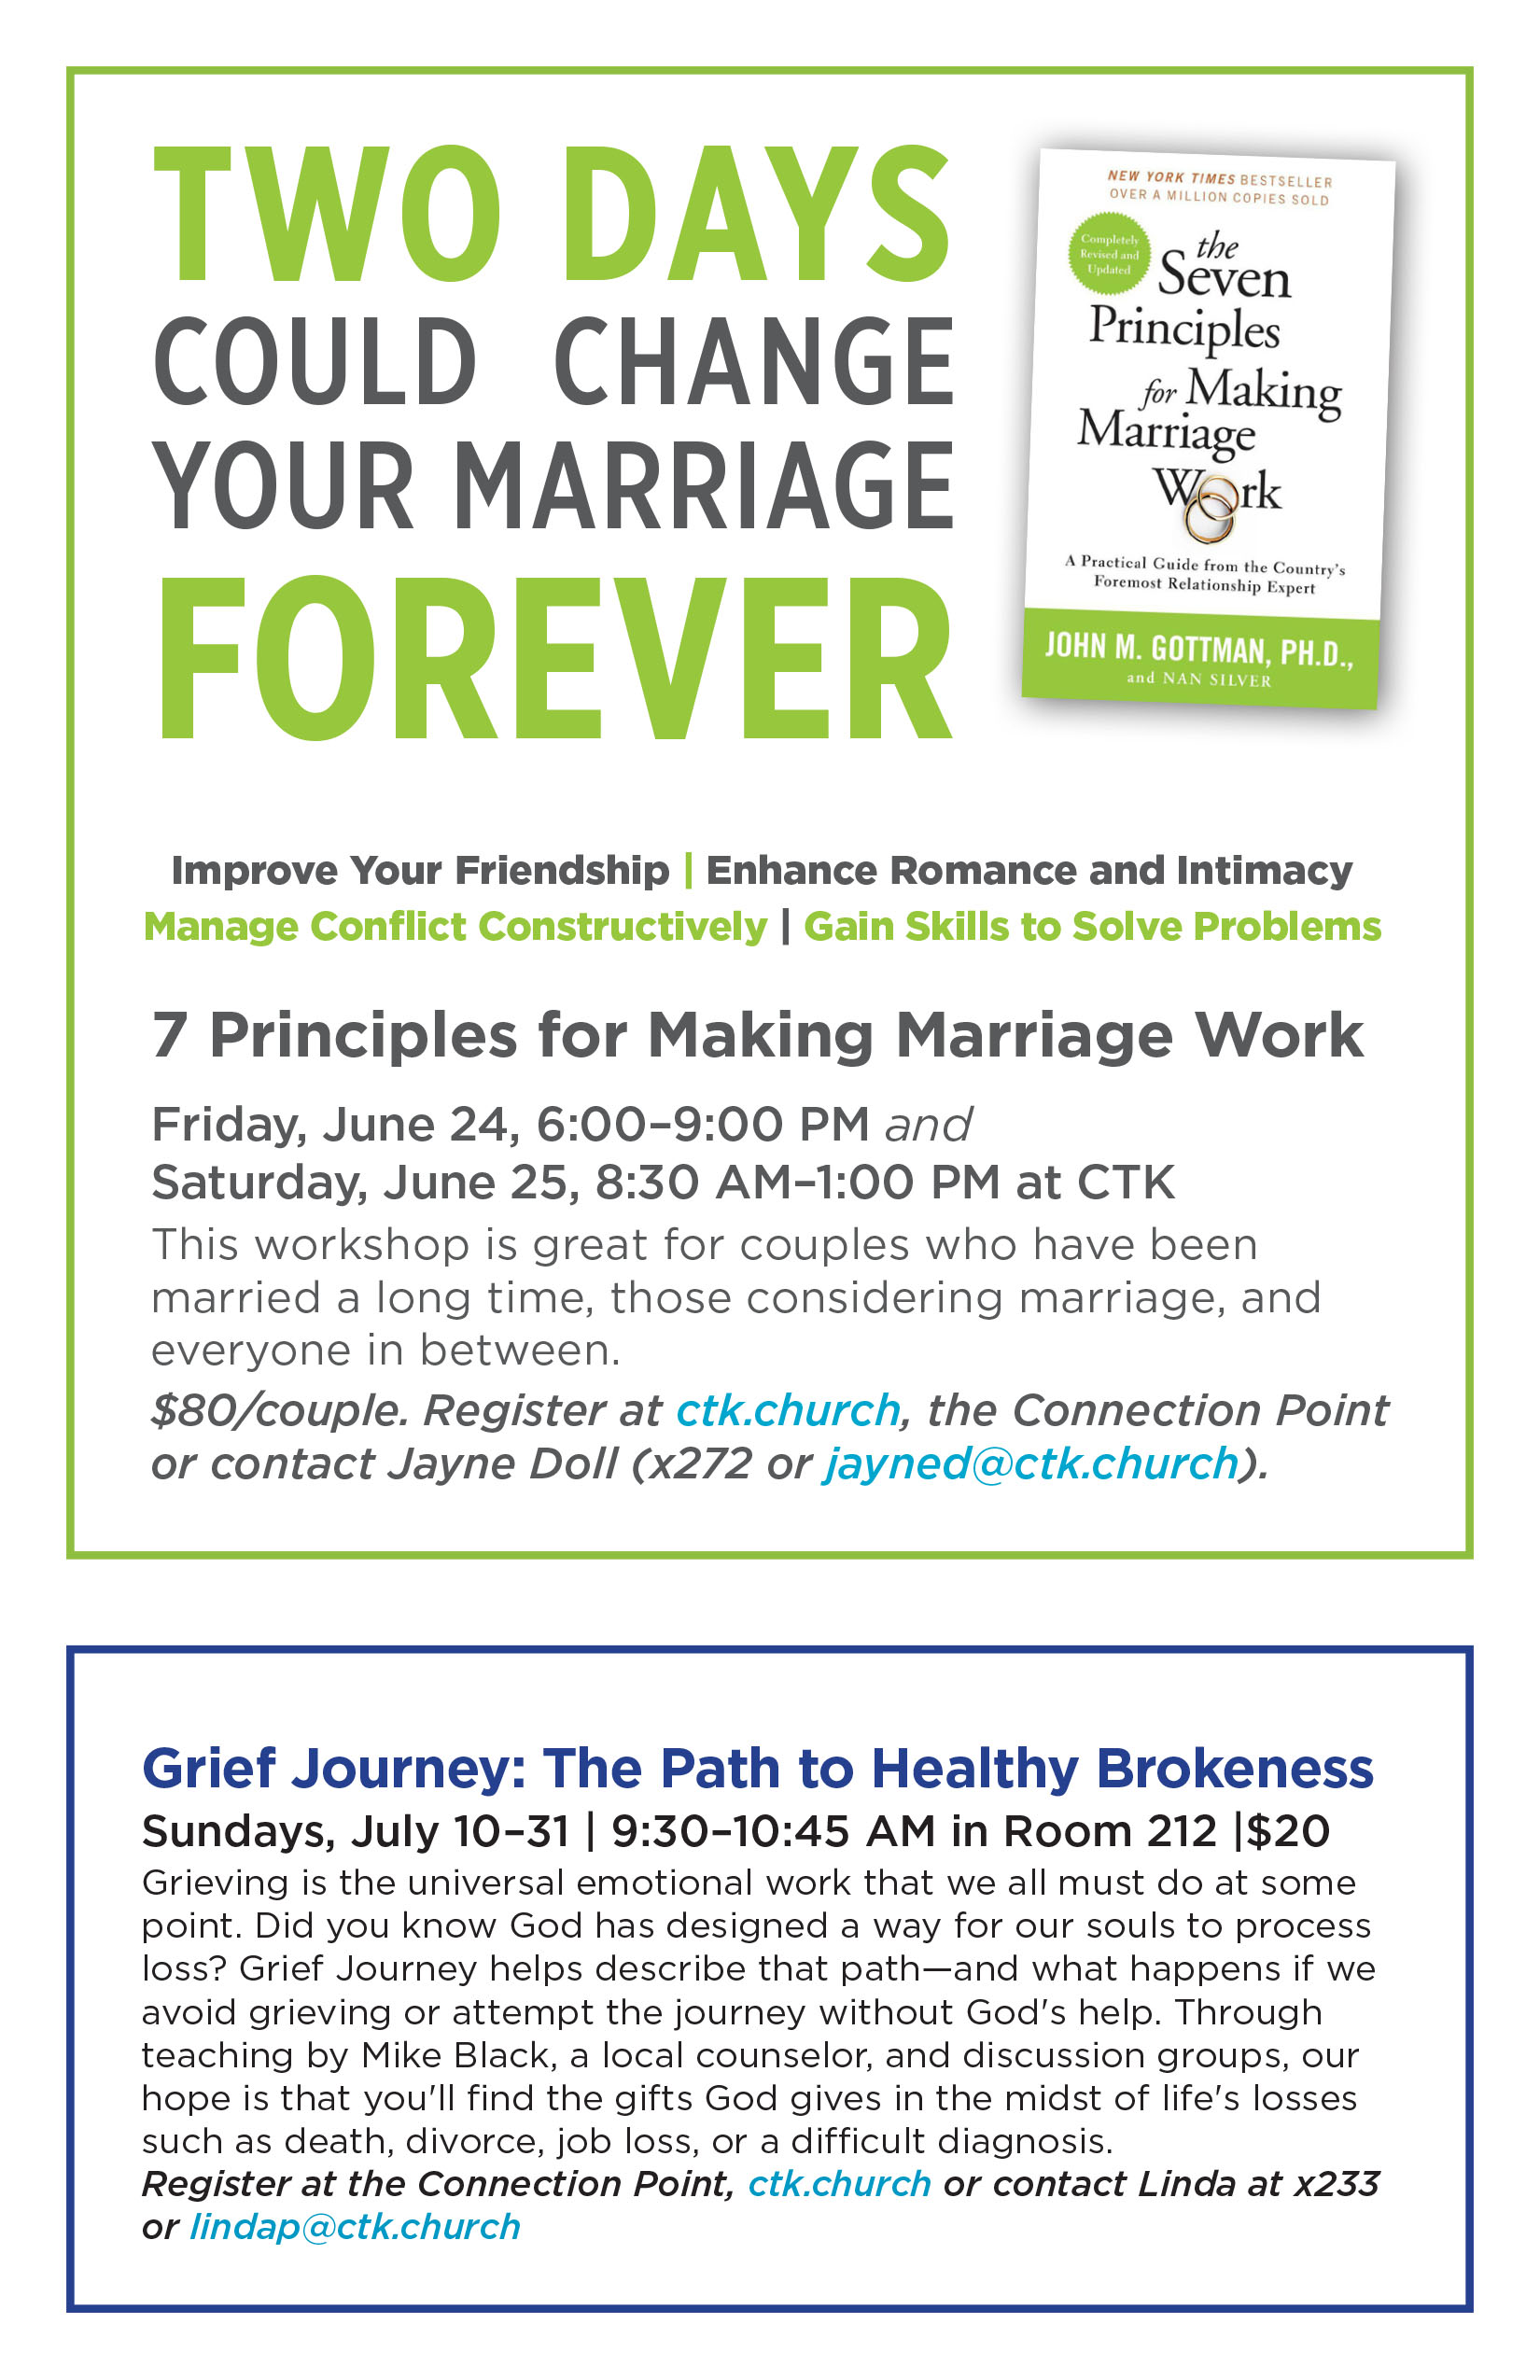 TWO DAYS
COULD CHANGE
YOUR MARRIAGE
FOREVER
NEW YORK TIMES BESTSELLER
OVER A MILLION COPIES SOLD
Completely
Revised and
Updated
the
Seven
Principles
for Making
Marriage
Work
A Practical Guide from the Country's
Foremost Relationship Expert
JOHN M. GOTTMAN, PH.D.,
and NAN SILVER
Improve Your Friendship | Enhance Romance and Intimacy
Manage Conflict Constructively | Gain Skills to Solve Problems
7 Principles for Making Marriage Work
Friday, June 24, 6:00–9:00 PM and
Saturday, June 25, 8:30 AM–1:00 PM at CTK
This workshop is great for couples who have been
married a long time, those considering marriage, and
everyone in between.
$80/couple. Register at ctk.church, the Connection Point
or contact Jayne Doll (x272 or jayned@ctk.church).
Grief Journey: The Path to Healthy Brokeness
Sundays, July 10–31 | 9:30–10:45 AM in Room 212 |$20
Grieving is the universal emotional work that we all must do at some
point. Did you know God has designed a way for our souls to process
loss? Grief Journey helps describe that path—and what happens if we
avoid grieving or attempt the journey without God's help. Through
teaching by Mike Black, a local counselor, and discussion groups, our
hope is that you'll find the gifts God gives in the midst of life's losses
such as death, divorce, job loss, or a difficult diagnosis.
Register at the Connection Point, ctk.church or contact Linda at x233
or lindap@ctk.church